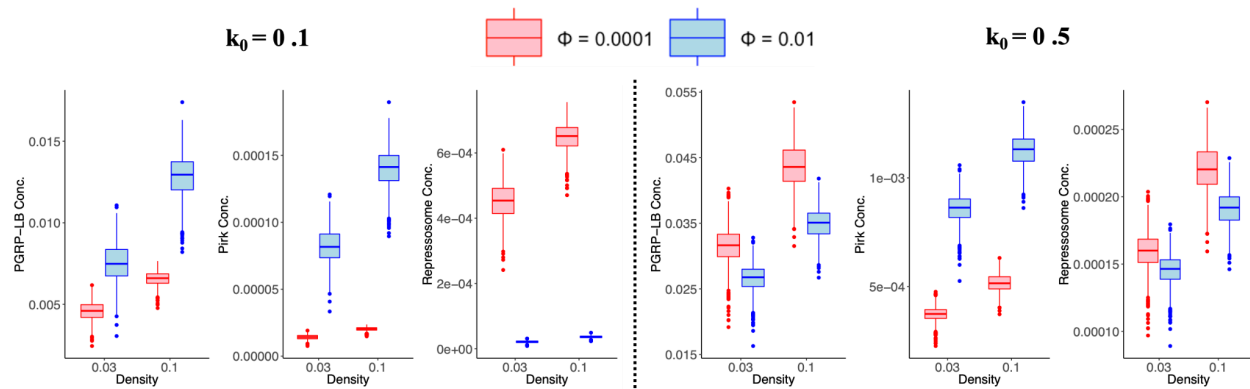 k₀ = 0 .1
Φ = 0.0001
Φ = 0.01
k₀ = 0 .5
PGRP−LB Conc.
0.015
0.010
0.005
0.03
0.1
Density
Pirk Conc.
0.00015
0.00010
0.00005
0.00000
0.03
0.1
Density
Repressosome Conc.
6e−04
4e−04
2e−04
0e+00
0.03
0.1
Density
PGRP−LB Conc.
0.055
0.045
0.035
0.025
0.015
0.03
0.1
Density
Pirk Conc.
1e−03
5e−04
0.03
0.1
Density
Repressosome Conc.
0.00025
0.00020
0.00015
0.00010
0.03
0.1
Density